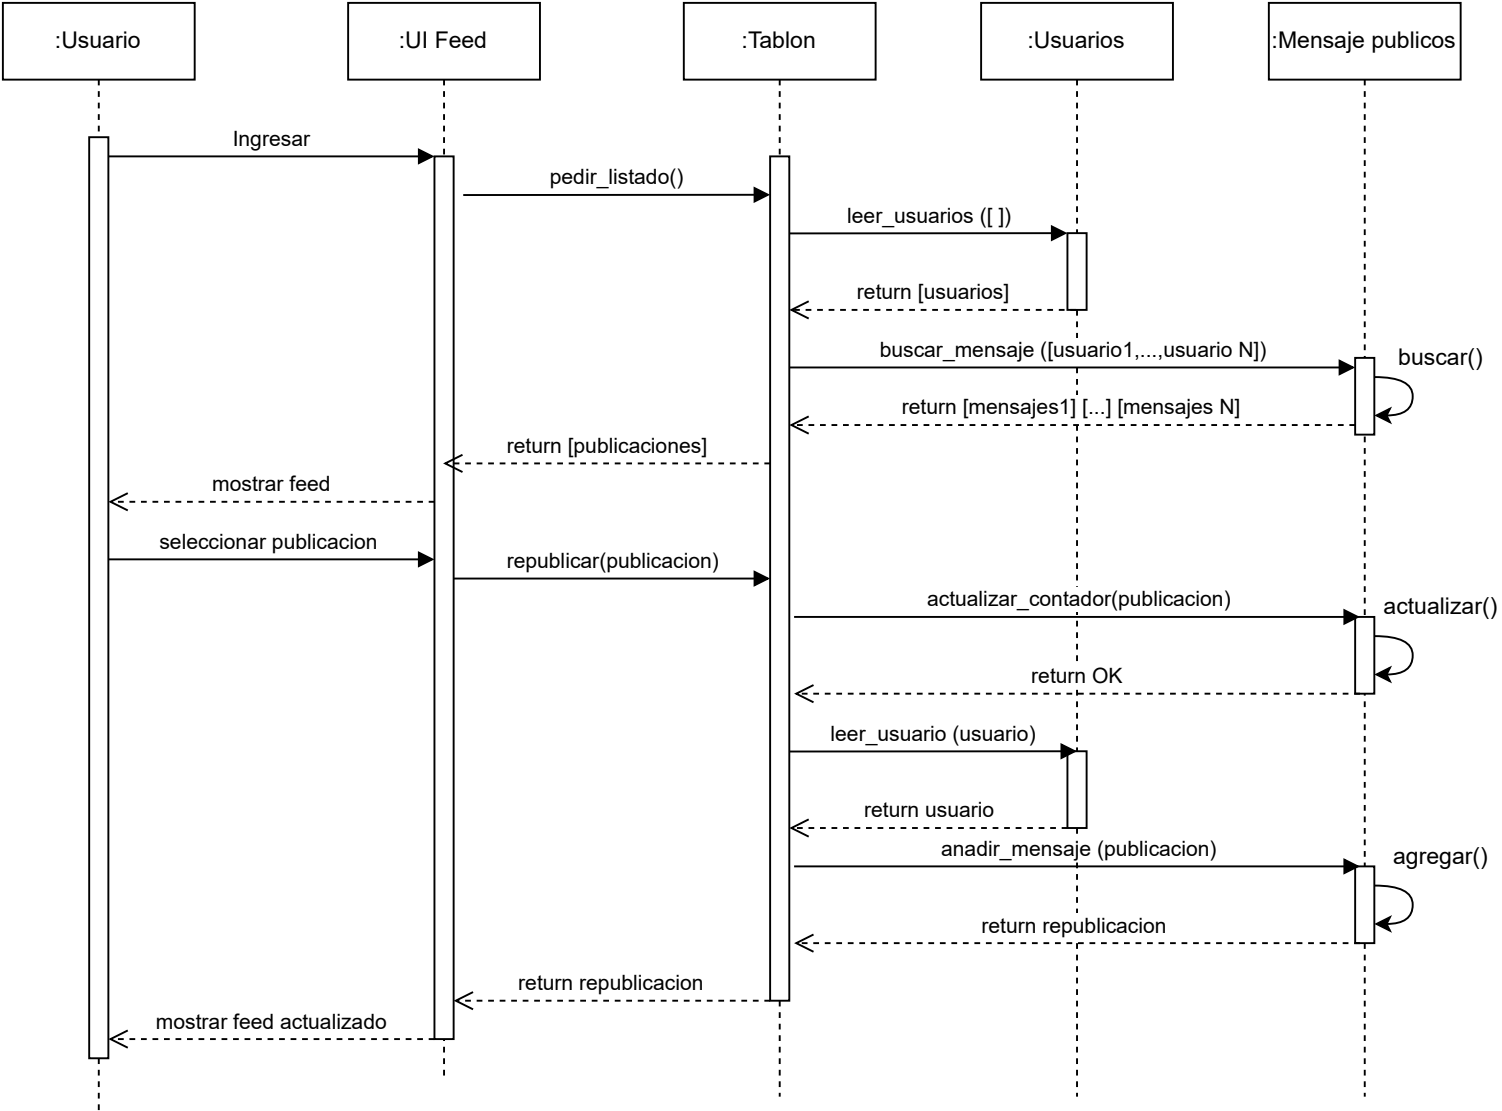 :Usuario
:UI Feed
:Tablon
:Usuarios
:Mensaje publicos
Ingresar
pedir_listado()
leer_usuarios ([ ])
return [usuarios]
buscar_mensaje ([usuario1,...,usuario N])
buscar()
return [mensajes1] [...] [mensajes N]
return [publicaciones]
mostrar feed
seleccionar publicacion
republicar(publicacion)
actualizar_contador(publicacion)
actualizar()
return OK
leer_usuario (usuario)
return usuario
anadir_mensaje (publicacion)
agregar()
return republicacion
return republicacion
mostrar feed actualizado